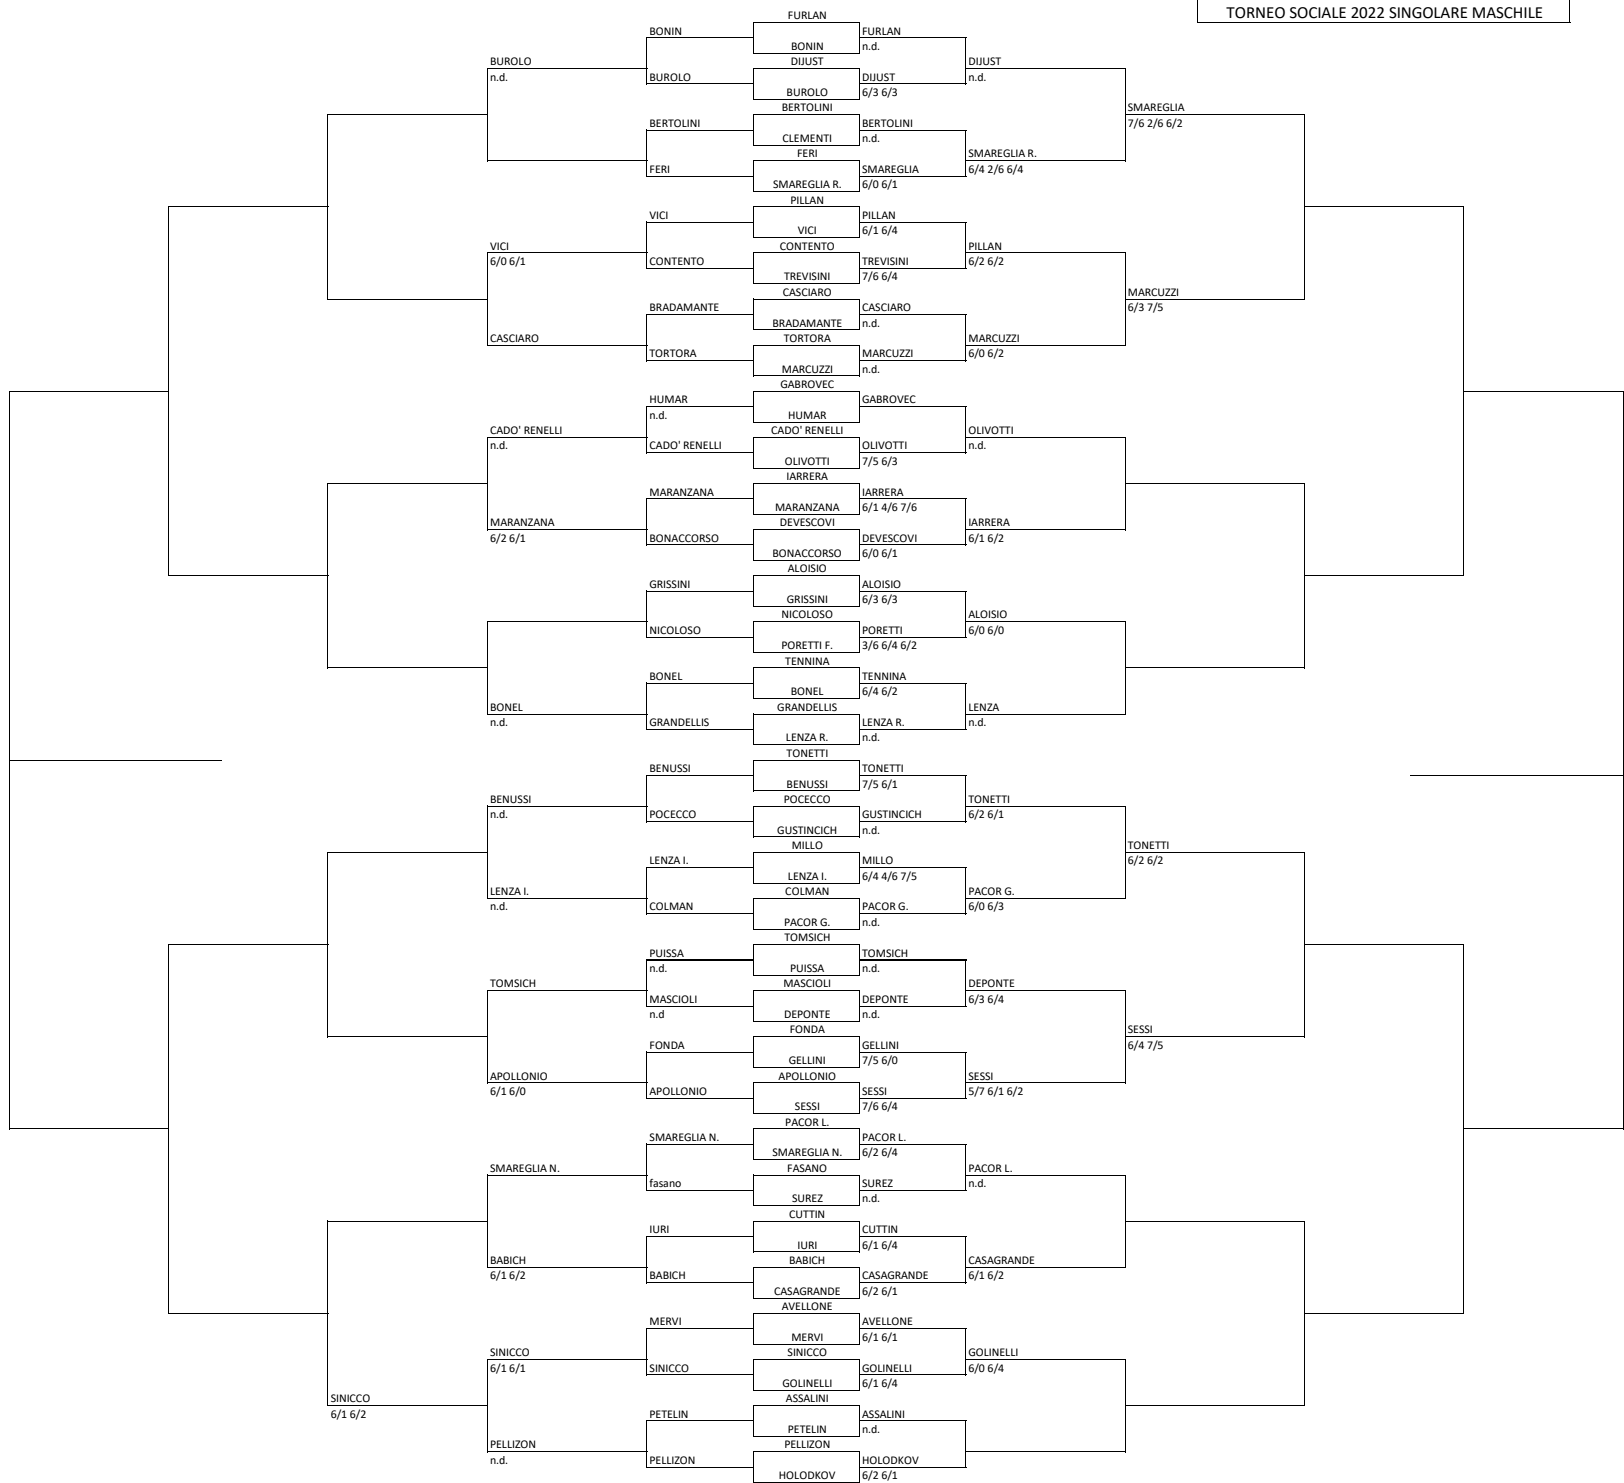 TORNEO SOCIALE 2022 SINGOLARE MASCHILE
FURLAN
BONIN FURLAN
BONIN n.d.
BUROLO DIJUST DIJUST
n.d. BUROLO DIJUST n.d.
BUROLO 6/3 6/3
BERTOLINI SMAREGLIA
BERTOLINI BERTOLINI 7/6 2/6 6/2
CLEMENTI n.d.
FERI SMAREGLIA R.
FERI SMAREGLIA 6/4 2/6 6/4
SMAREGLIA R. 6/0 6/1
PILLAN
VICI PILLAN
VICI 6/1 6/4
VICI CONTENTO PILLAN
6/0 6/1 CONTENTO TREVISINI 6/2 6/2
TREVISINI 7/6 6/4
CASCIARO MARCUZZI
BRADAMANTE CASCIARO 6/3 7/5
BRADAMANTE n.d.
CASCIARO TORTORA MARCUZZI
TORTORA MARCUZZI 6/0 6/2
MARCUZZI n.d.
GABROVEC
HUMAR GABROVEC
n.d. HUMAR
CADO' RENELLI CADO' RENELLI OLIVOTTI
n.d. CADO' RENELLI OLIVOTTI n.d.
OLIVOTTI 7/5 6/3
IARRERA
MARANZANA IARRERA
MARANZANA 6/1 4/6 7/6
MARANZANA DEVESCOVI IARRERA
6/2 6/1 BONACCORSO DEVESCOVI 6/1 6/2
BONACCORSO 6/0 6/1
ALOISIO
GRISSINI ALOISIO
GRISSINI 6/3 6/3
NICOLOSO ALOISIO
NICOLOSO PORETTI 6/0 6/0
PORETTI F. 3/6 6/4 6/2
TENNINA
BONEL TENNINA
BONEL 6/4 6/2
BONEL GRANDELLIS LENZA
n.d. GRANDELLIS LENZA R. n.d.
LENZA R. n.d.
TONETTI
BENUSSI TONETTI
BENUSSI 7/5 6/1
BENUSSI POCECCO TONETTI
n.d. POCECCO GUSTINCICH 6/2 6/1
GUSTINCICH n.d.
MILLO TONETTI
LENZA I. MILLO 6/2 6/2
LENZA I. 6/4 4/6 7/5
LENZA I. COLMAN PACOR G.
n.d. COLMAN PACOR G. 6/0 6/3
PACOR G. n.d.
TOMSICH
PUISSA TOMSICH
n.d. PUISSA n.d.
TOMSICH MASCIOLI DEPONTE
MASCIOLI DEPONTE 6/3 6/4
n.d DEPONTE n.d.
FONDA SESSI
FONDA GELLINI 6/4 7/5
GELLINI 7/5 6/0
APOLLONIO APOLLONIO SESSI
6/1 6/0 APOLLONIO SESSI 5/7 6/1 6/2
SESSI 7/6 6/4
PACOR L.
SMAREGLIA N. PACOR L.
SMAREGLIA N. 6/2 6/4
SMAREGLIA N. FASANO PACOR L.
fasano SUREZ n.d.
SUREZ n.d.
CUTTIN
IURI CUTTIN
IURI 6/1 6/4
BABICH BABICH CASAGRANDE
6/1 6/2 BABICH CASAGRANDE 6/1 6/2
CASAGRANDE 6/2 6/1
AVELLONE
MERVI AVELLONE
MERVI 6/1 6/1
SINICCO SINICCO GOLINELLI
6/1 6/1 SINICCO GOLINELLI 6/0 6/4
GOLINELLI 6/1 6/4
SINICCO ASSALINI
6/1 6/2 PETELIN ASSALINI
PETELIN n.d.
PELLIZON PELLIZON
n.d. PELLIZON HOLODKOV
HOLODKOV 6/2 6/1